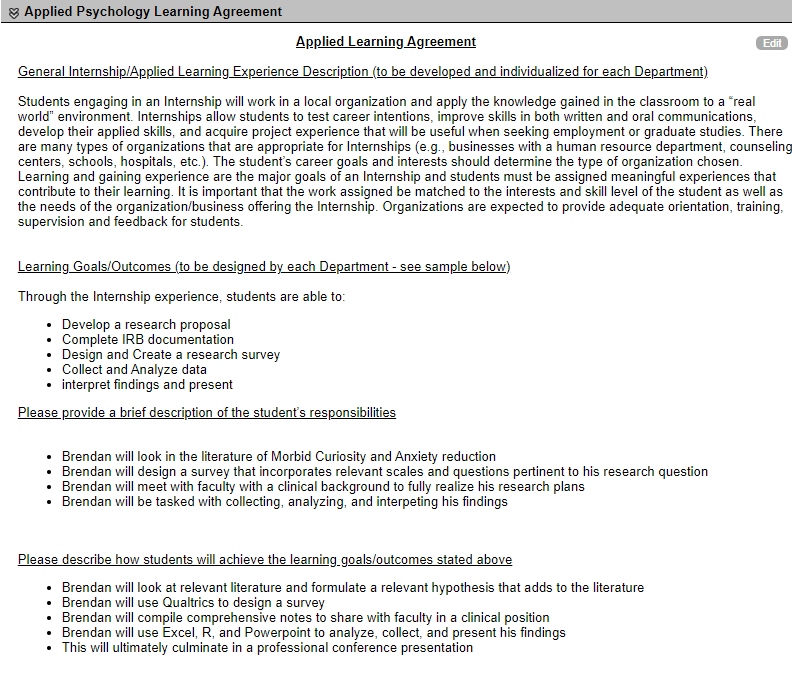 Applied Psychology Learning Agreement
Applied Learning Agreement
Edit
General Internship/Applied Learning Experience Description (to be developed and individualized for each Department)
Students engaging in an Internship will work in a local organization and apply the knowledge gained in the classroom to a “real
world” environment. Internships allow students to test career intentions, improve skills in both written and oral communications,
develop their applied skills, and acquire project experience that will be useful when seeking employment or graduate studies. There
are many types of organizations that are appropriate for Internships (e.g., businesses with a human resource department, counseling
centers, schools, hospitals, etc.). The student’s career goals and interests should determine the type of organization chosen.
Learning and gaining experience are the major goals of an Internship and students must be assigned meaningful experiences that
contribute to their learning. It is important that the work assigned be matched to the interests and skill level of the student as well as
the needs of the organization/business offering the Internship. Organizations are expected to provide adequate orientation, training,
supervision and feedback for students.
Learning Goals/Outcomes (to be designed by each Department - see sample below)
Through the Internship experience, students are able to:
• Develop a research proposal
• Complete IRB documentation
• Design and Create a research survey
• Collect and Analyze data
• interpret findings and present
Please provide a brief description of the student’s responsibilities
• Brendan will look in the literature of Morbid Curiosity and Anxiety reduction
• Brendan will design a survey that incorporates relevant scales and questions pertinent to his research question
• Brendan will meet with faculty with a clinical background to fully realize his research plans
• Brendan will be tasked with collecting, analyzing, and interpeting his findings
Please describe how students will achieve the learning goals/outcomes stated above
• Brendan will look at relevant literature and formulate a relevant hypothesis that adds to the literature
• Brendan will use Qualtrics to design a survey
• Brendan will compile comprehensive notes to share with faculty in a clinical position
• Brendan will use Excel, R, and Powerpoint to analyze, collect, and present his findings
• This will ultimately culminate in a professional conference presentation